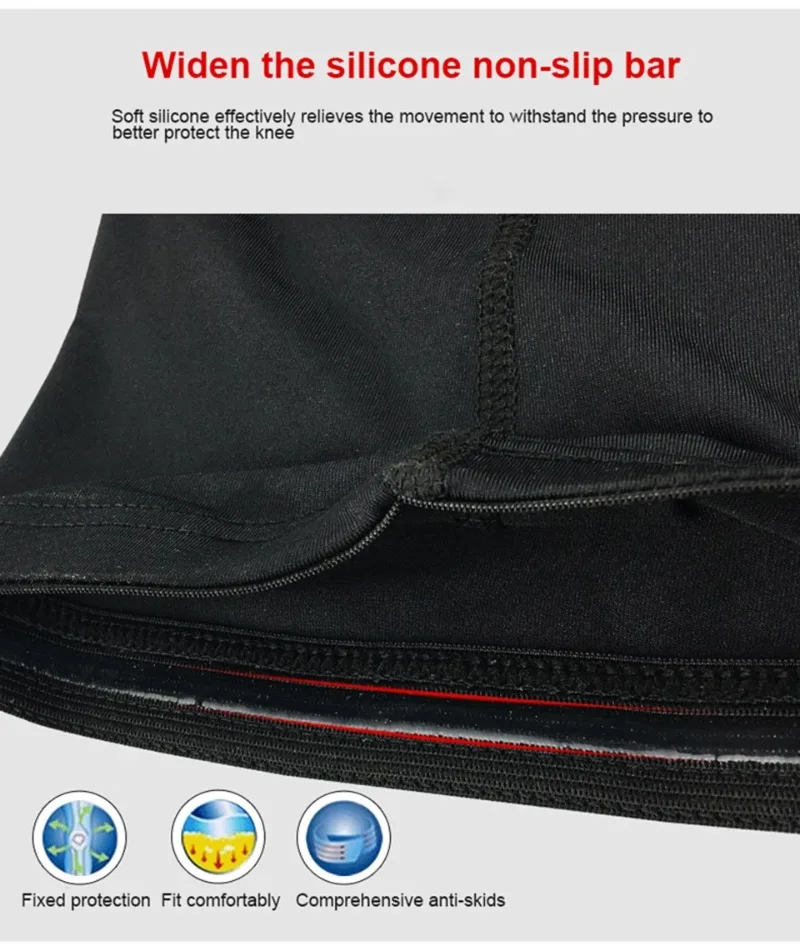 Widen the silicone non-slip bar
Soft silicone effectively relieves the movement to withstand the pressure to
better protect the knee
Fixed protection Fit comfortably Comprehensive anti-skids